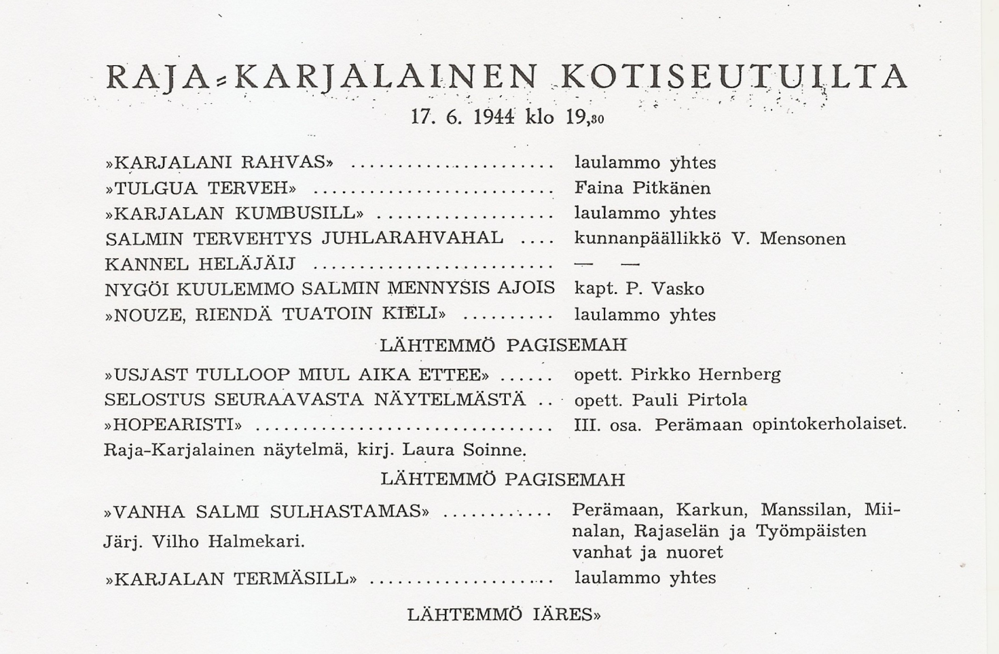 RAJA-KARJALAINEN KOTISEUTUILTA
17. 6. 1944 klo 19,30
»KARJALANI RAHVAS» ...................... laulammo yhtes
»TULGUA TERVEH» .......................... Faina Pitkänen
»KARJALAN KUMBUSILL» ................... laulammo yhtes
SALMIN TERVEHTYS JUHLARAHVAHAL .... kunnanpäällikkö V. Mensonen
KANNEL HELÄJÄIJ .......................... — —
NYGÖI KUULEMMO SALMIN MENNYSIS AJOIS kapt. P. Vasko
»NOUZE, RIENDÄ TUATOIN KIELI» .......... laulammo yhtes
LÄHTEMMÖ PAGISEMAH
»USJAST TULLOOP MIUL AIKA ETTEE» ...... opett. Pirkko Hernberg
SELOSTUS SEURAAVASTA NÄYTELMÄSTÄ .. opett. Pauli Pirtola
»HOPEARISTI» ................................ III. osa. Perämaan opintokerholaiset.
Raja-Karjalainen näytelmä, kirj. Laura Soinne.
LÄHTEMMÖ PAGISEMAH
»VANHA SALMI SULHASTAMAS» ............ Perämaan, Karkun, Manssilan, Mii-
nalan, Rajaselän ja Työmpäisten
Järj. Vilho Halmekari.
vanhat ja nuoret
»KARJALAN TERMÄSILL» .................... laulammo yhtes
LÄHTEMMÖ IÄRES»